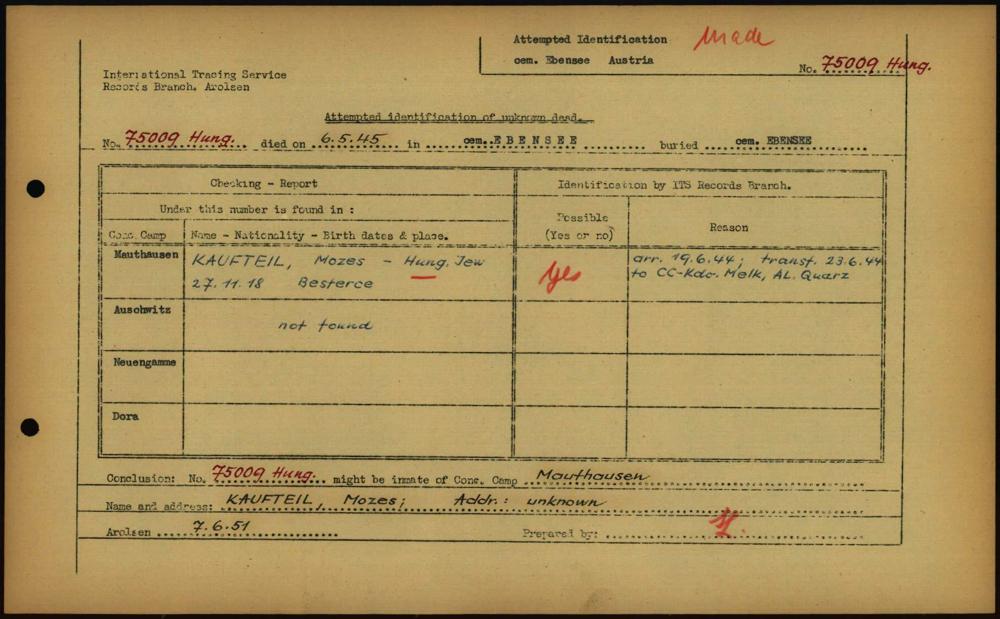 Attempted Identification made
cem. Ebensee Austria
No. 75009 Hung.
International Tracing Service
Records Branch, Arolsen
Attempted identification of unknown dead.
No. 75009 Hung. died on 6.5.45 in cem. EBENSEE buried cem. EBENSEE
Checking - Report
Identification by ITS Records Branch.
Under this number is found in :
Possible
(Yes or no)
Reason
Conc. Camp
Name - Nationality - Birth dates & place.
Mauthausen
KAUFTEIL, Mozes - Hung. Jew
27.11.18 Besterce
yes
arr. 19.6.44; transf. 23.6.44
to CC-Kdo. Melk, AL. Quarz
Auschwitz
not found
Neuengamme
Dora
Conclusion: No. 75009 Hung. might be inmate of Conc. Camp Mauthausen
Name and address: KAUFTEIL, Mozes; Addr.: unknown
Arolsen 7.6.51
Prepared by: